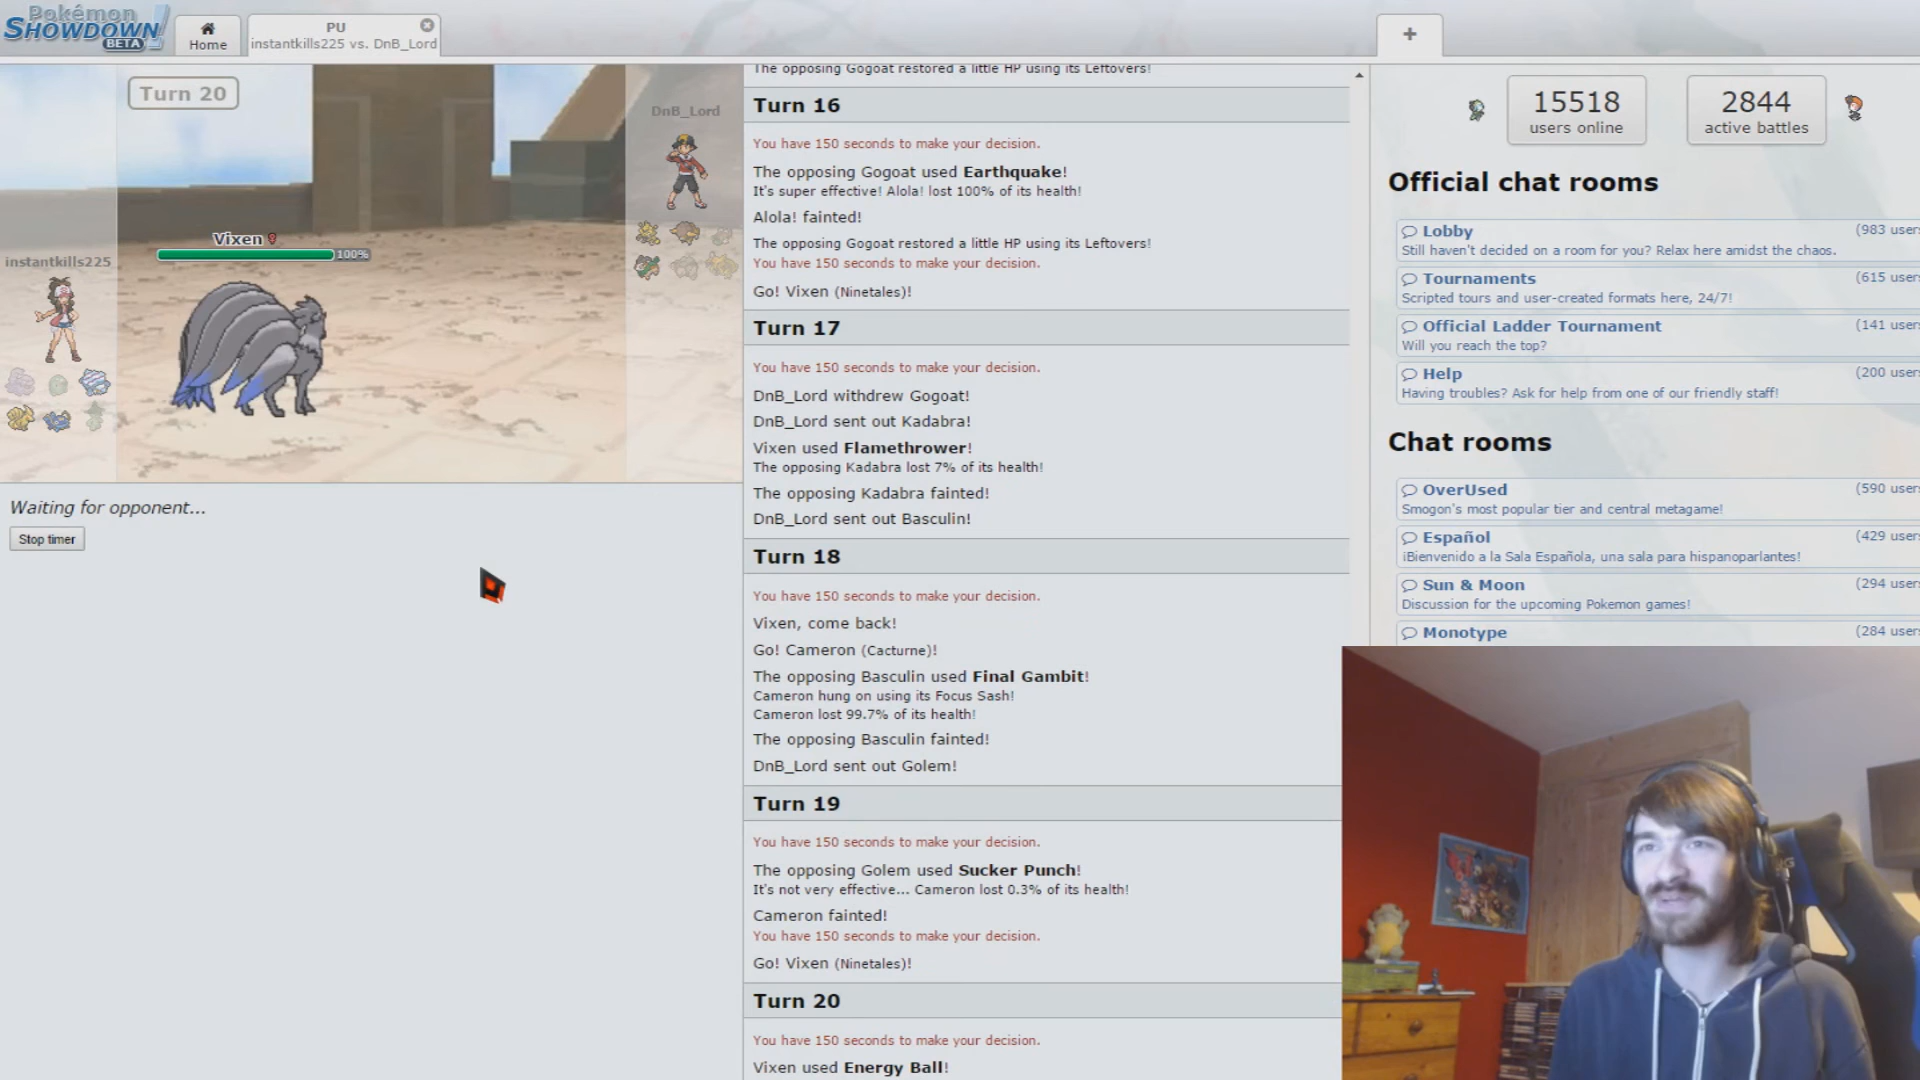 Pokémon
SHOWDOWN!
BETA
Home
PU
instantkills225 vs. DnB_Lord
+
Turn 20
DnB_Lord
Vixen
100%
instantkills225
Waiting for opponent...
Stop timer
The opposing Gogoat restored a little HP using its Leftovers!
Turn 16
You have 150 seconds to make your decision.
The opposing Gogoat used Earthquake!
It's super effective! Alola! lost 100% of its health!
Alola! fainted!
The opposing Gogoat restored a little HP using its Leftovers!
You have 150 seconds to make your decision.
Go! Vixen (Ninetales)!
Turn 17
You have 150 seconds to make your decision.
DnB_Lord withdrew Gogoat!
DnB_Lord sent out Kadabra!
Vixen used Flamethrower!
The opposing Kadabra lost 7% of its health!
The opposing Kadabra fainted!
DnB_Lord sent out Basculin!
Turn 18
You have 150 seconds to make your decision.
Vixen, come back!
Go! Cameron (Cacturne)!
The opposing Basculin used Final Gambit!
Cameron hung on using its Focus Sash!
Cameron lost 99.7% of its health!
The opposing Basculin fainted!
DnB_Lord sent out Golem!
Turn 19
You have 150 seconds to make your decision.
The opposing Golem used Sucker Punch!
It's not very effective... Cameron lost 0.3% of its health!
Cameron fainted!
You have 150 seconds to make your decision.
Go! Vixen (Ninetales)!
Turn 20
You have 150 seconds to make your decision.
Vixen used Energy Ball!
15518
users online
2844
active battles
Official chat rooms
Lobby (983 users
Still haven't decided on a room for you? Relax here amidst the chaos.
Tournaments (615 users
Scripted tours and user-created formats here, 24/7!
Official Ladder Tournament (141 users
Will you reach the top?
Help (200 users
Having troubles? Ask for help from one of our friendly staff!
Chat rooms
OverUsed (590 users
Smogon's most popular tier and central metagame!
Español (429 users
¡Bienvenido a la Sala Española, una sala para hispanoparlantes!
Sun & Moon (294 users
Discussion for the upcoming Pokemon games!
Monotype (284 users